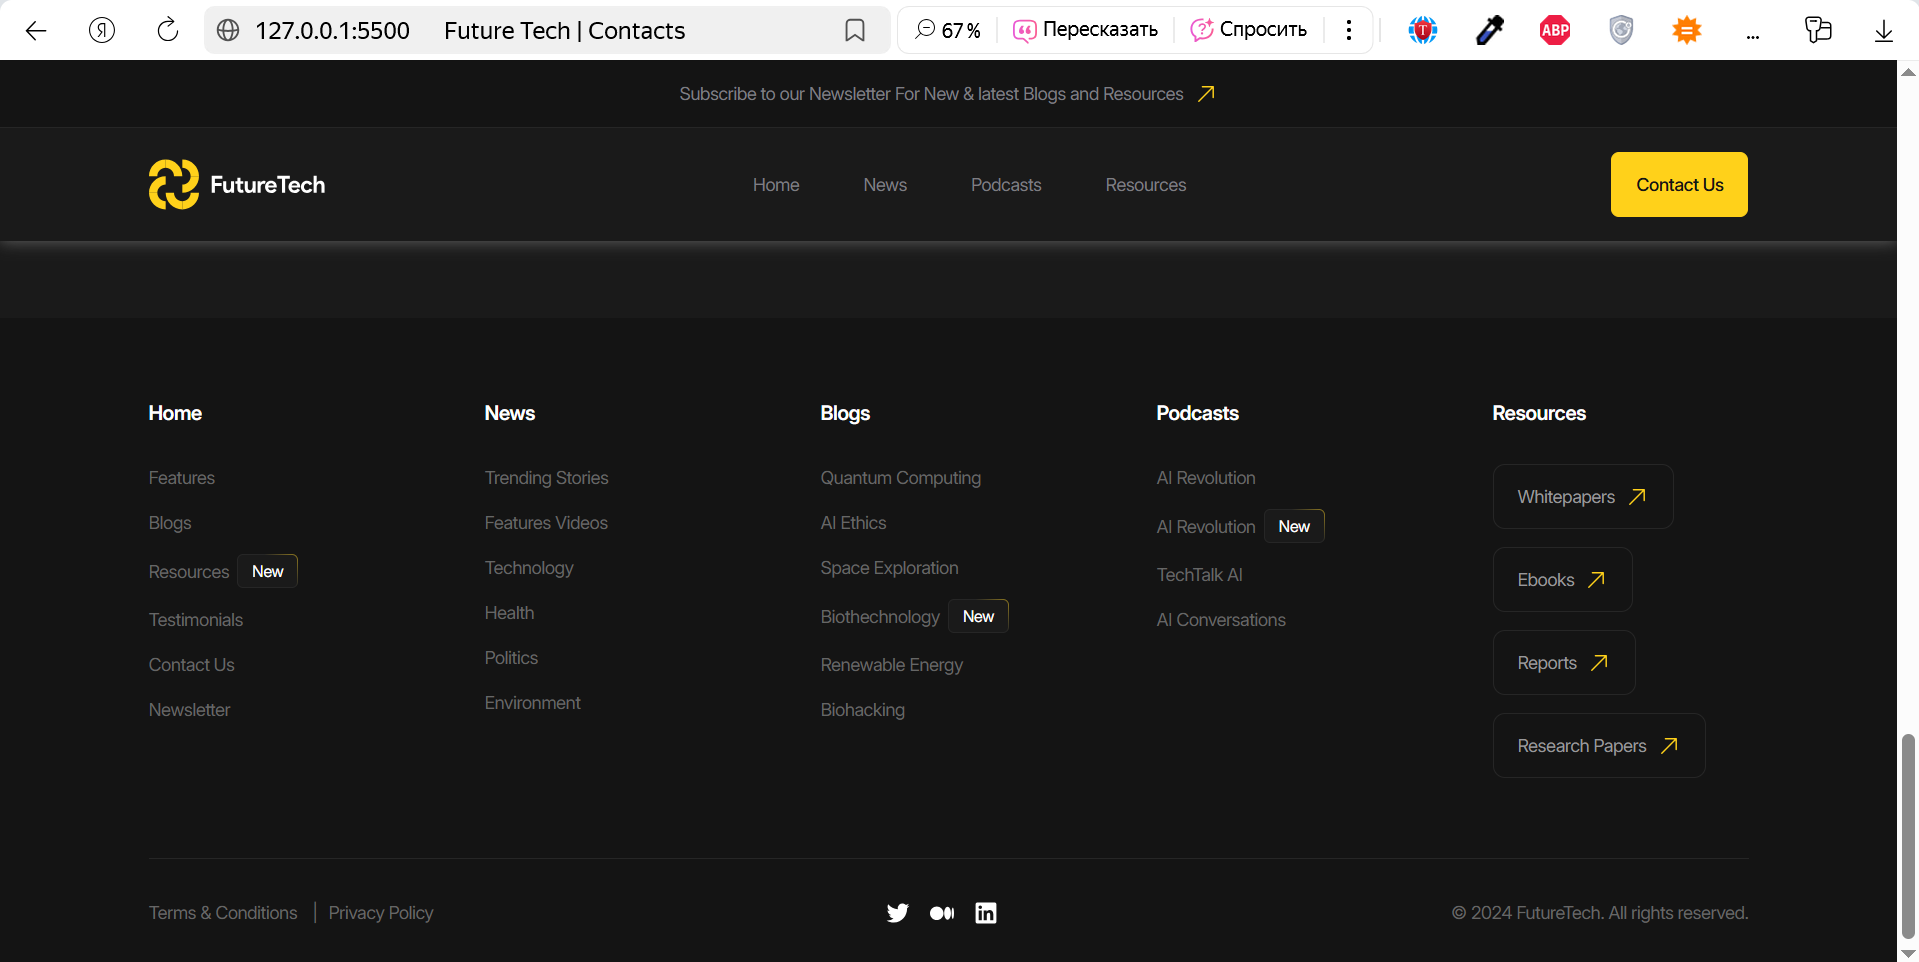 Я 127.0.0.1:5500 Future Tech | Contacts 67 % Пересказать Спросить T ABP
Subscribe to our Newsletter For New & latest Blogs and Resources
FutureTech Home News Podcasts Resources Contact Us
Home News Blogs Podcasts Resources
Features Trending Stories Quantum Computing AI Revolution
Whitepapers
Blogs Features Videos AI Ethics AI Revolution New
Resources New Technology Space Exploration TechTalk AI Ebooks
Testimonials Health Biothechnology New AI Conversations
Contact Us Politics Renewable Energy Reports
Newsletter Environment Biohacking
Research Papers
Terms & Conditions | Privacy Policy in © 2024 FutureTech. All rights reserved.